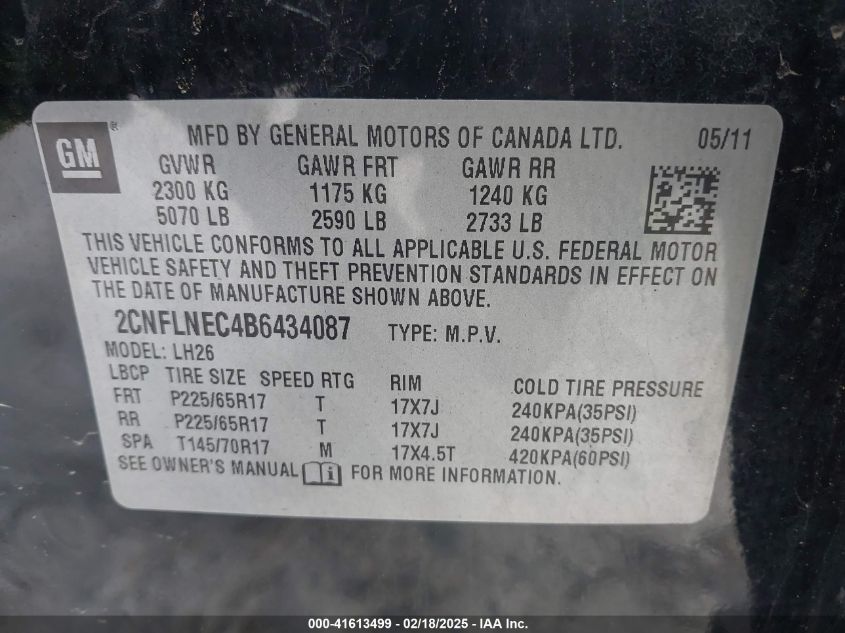 GM ®
MFD BY GENERAL MOTORS OF CANADA LTD. 05/11
GVWR GAWR FRT GAWR RR
2300 KG 1175 KG 1240 KG
5070 LB 2590 LB 2733 LB
THIS VEHICLE CONFORMS TO ALL APPLICABLE U.S. FEDERAL MOTOR
VEHICLE SAFETY AND THEFT PREVENTION STANDARDS IN EFFECT ON
THE DATE OF MANUFACTURE SHOWN ABOVE.
2CNFLNEC4B6434087 TYPE: M.P.V.
MODEL: LH26
LBCP TIRE SIZE SPEED RTG RIM COLD TIRE PRESSURE
FRT P225/65R17 T 17X7J 240KPA(35PSI)
RR P225/65R17 T 17X7J 240KPA(35PSI)
SPA T145/70R17 M 17X4.5T 420KPA(60PSI)
SEE OWNER'S MANUAL i FOR MORE INFORMATION.
000-41613499 - 02/18/2025 - IAA Inc.